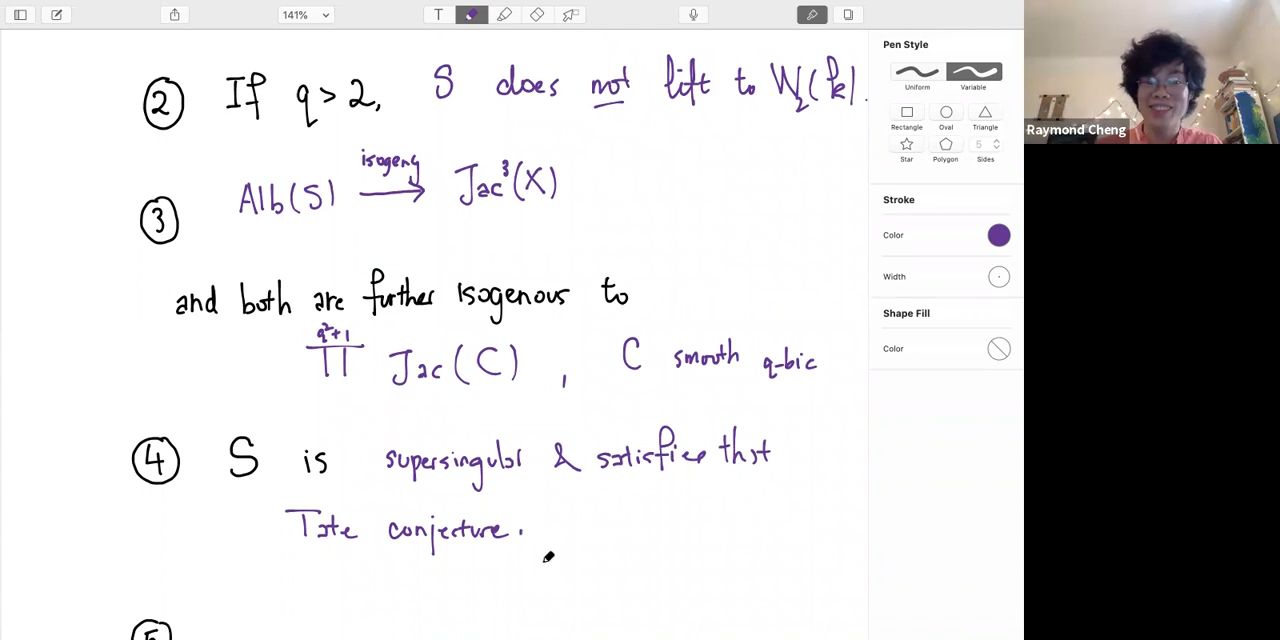 141%
T
② If q > 2, S does not lift to W₂(k).
③ Alb(S) isogeny → Jac³(X)
and both are further isogenous to
q²+1
∏ Jac(C), C smooth q-bic
④ S is supersingular & satisfies that
Tate conjecture.
5
Pen Style
Uniform Variable
Rectangle Oval Triangle
5
Star Polygon Sides
Stroke
Color
Width
Shape Fill
Color
Raymond Cheng